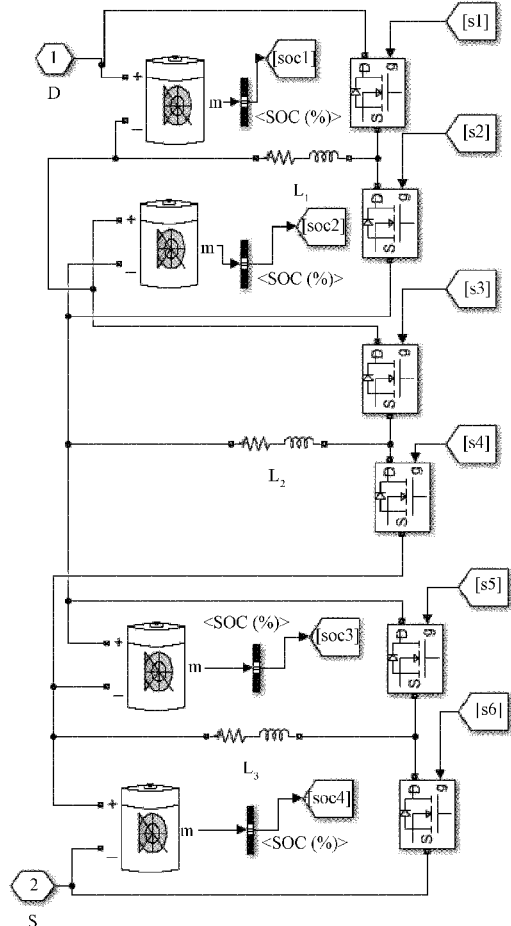 [s1]
1
D
+
[soc1]
m
D
g
S
−
<SOC (%)>
[s2]
L1
D
g
S
+
m
[soc2]
−
<SOC (%)>
[s3]
D
g
S
[s4]
L2
D
g
S
[s5]
<SOC (%)>
+
[soc3]
D
g
S
m
−
|s6|
L3
D
g
S
+
[soc4]
m
<SOC (%)>
−
2
S